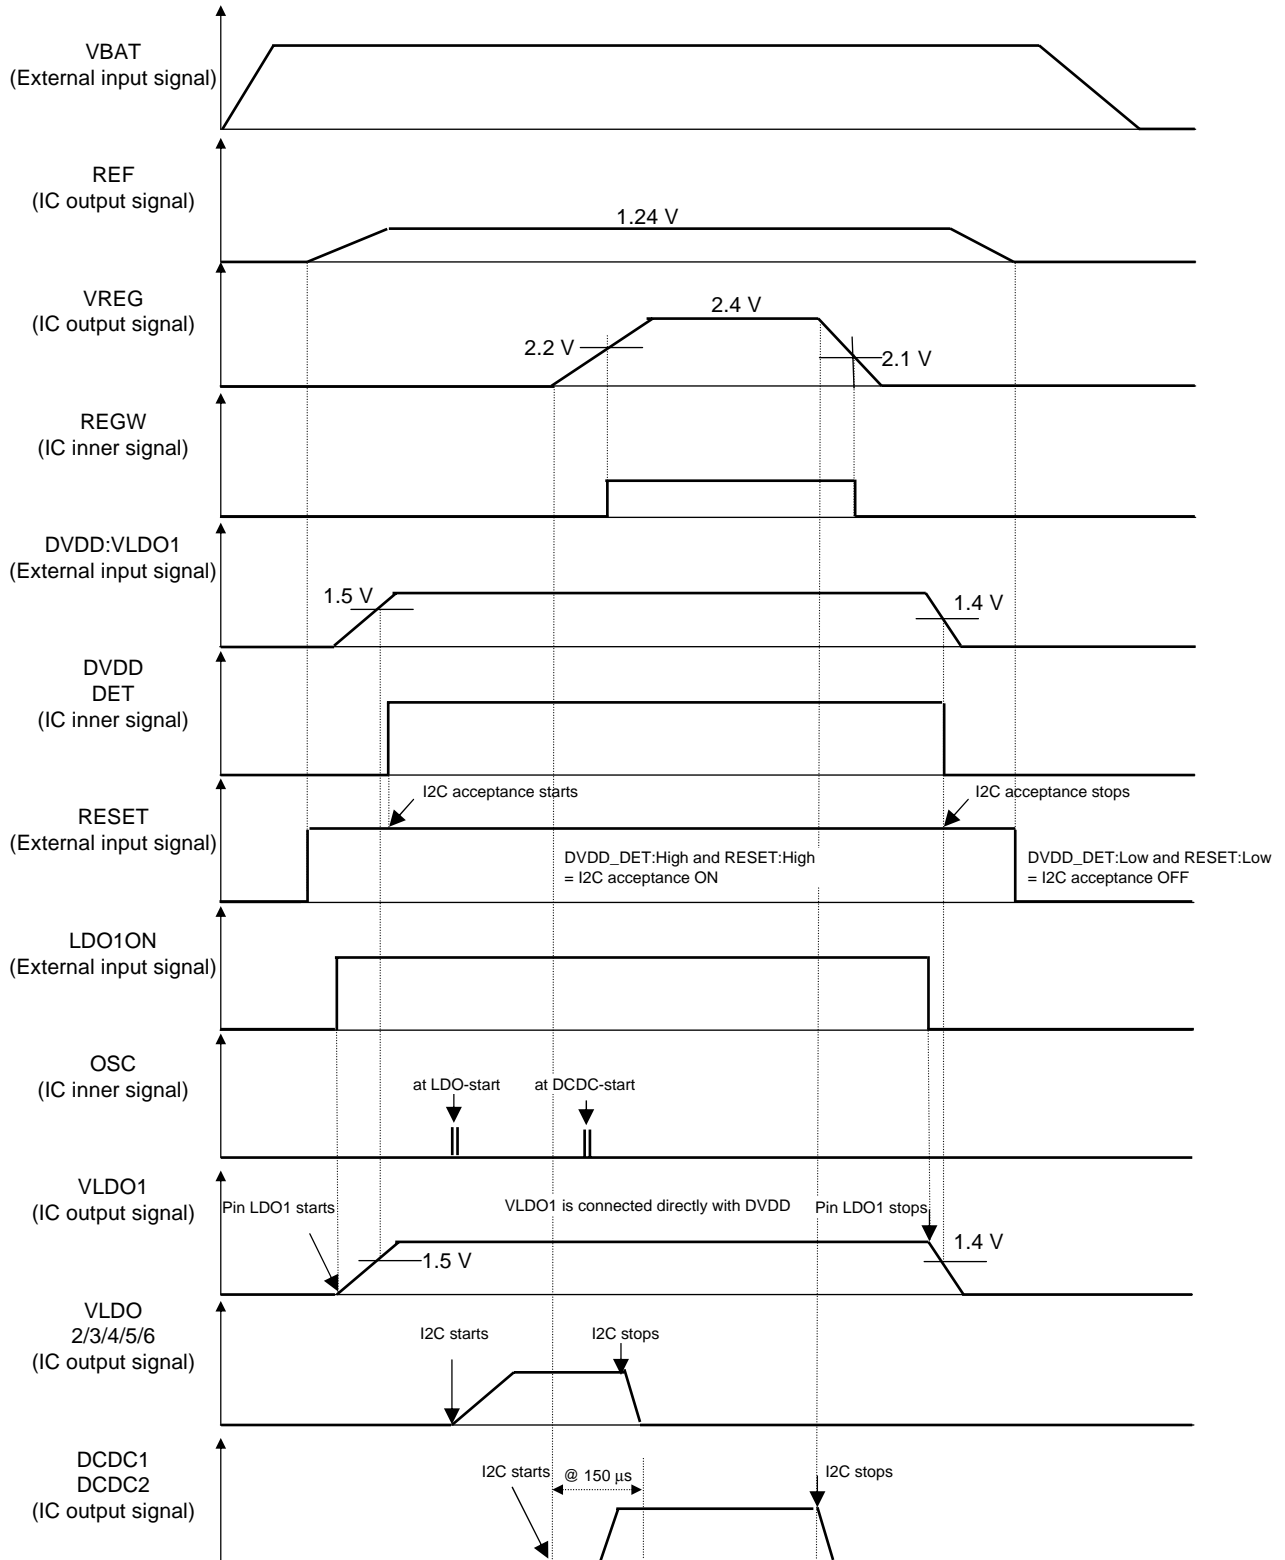 VBAT
(External input signal)
REF
(IC output signal)
1.24 V
VREG
(IC output signal)
2.4 V
2.2 V
2.1 V
REGW
(IC inner signal)
DVDD:VLDO1
(External input signal)
1.5 V
1.4 V
DVDD
DET
(IC inner signal)
I2C acceptance starts
I2C acceptance stops
RESET
(External input signal)
DVDD_DET:High and RESET:High
= I2C acceptance ON
DVDD_DET:Low and RESET:Low
= I2C acceptance OFF
LDO1ON
(External input signal)
OSC
(IC inner signal)
at LDO-start
at DCDC-start
VLDO1
(IC output signal)
Pin LDO1 starts
VLDO1 is connected directly with DVDD
Pin LDO1 stops
1.5 V
1.4 V
VLDO
2/3/4/5/6
(IC output signal)
I2C starts
I2C stops
DCDC1
DCDC2
(IC output signal)
I2C starts
@ 150 μs
I2C stops